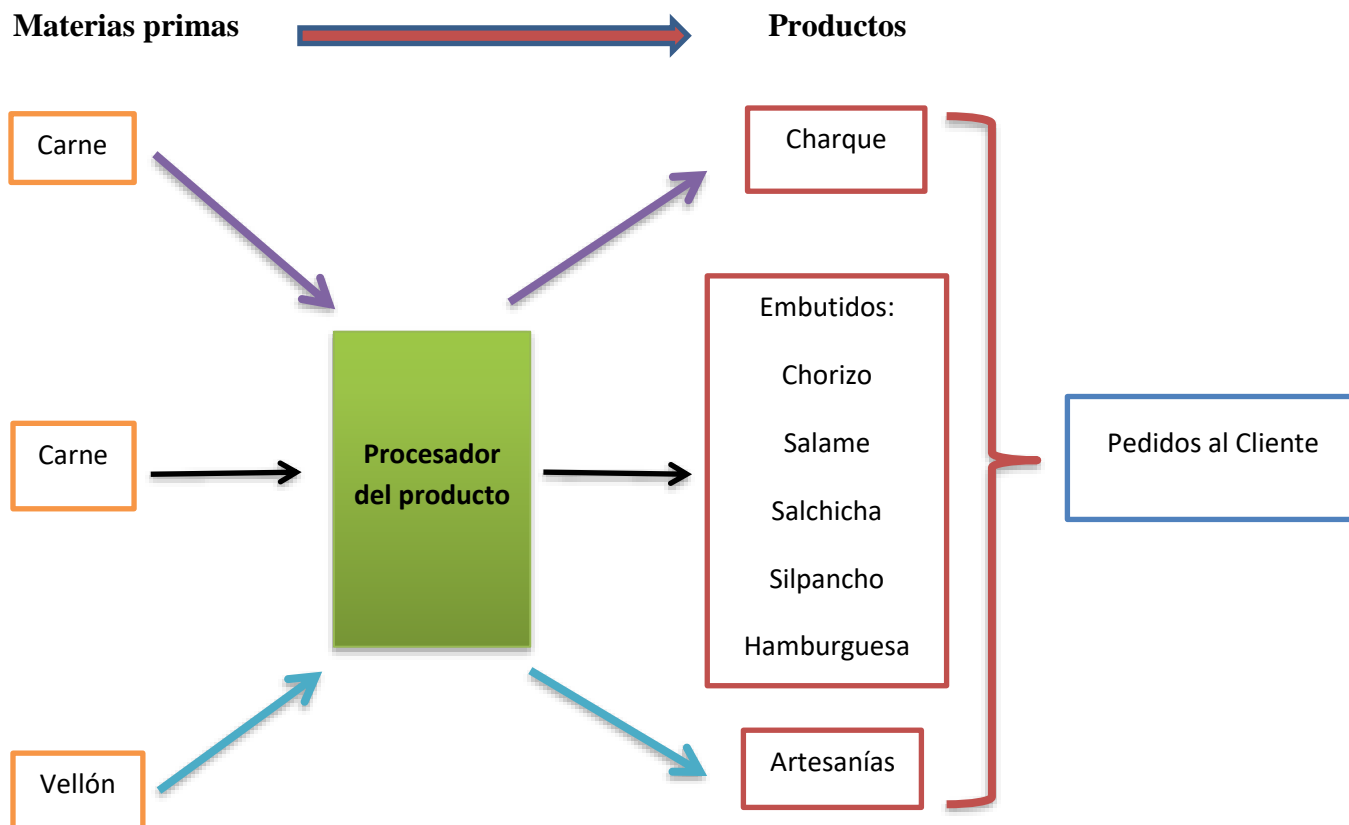 Materias primas
Productos
Carne
Charque
Embutidos:
Chorizo
Salame
Salchicha
Silpancho
Hamburguesa
Carne
Procesador
del producto
Pedidos al Cliente
Vellón
Artesanías